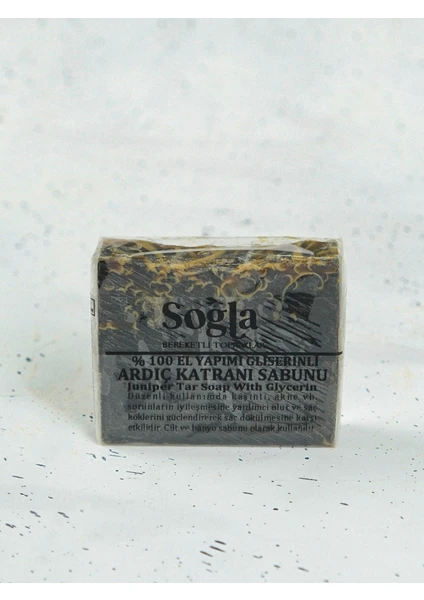 Soğla
BEREKETLİ TOPRAKLAR
% 100 EL YAPIMI GLİSERİNLİ
ARDIÇ KATRANI SABUNU
Juniper Tar Soap With Glycerin
Düzenli kullanımda kaşıntı, akne vb.
sorunların iyileşmesine yardımcı olur ve saç
köklerini güçlendirerek saç dökülmesine karşı
etkilidir. Cilt ve banyo sabunu olarak kullanılır.